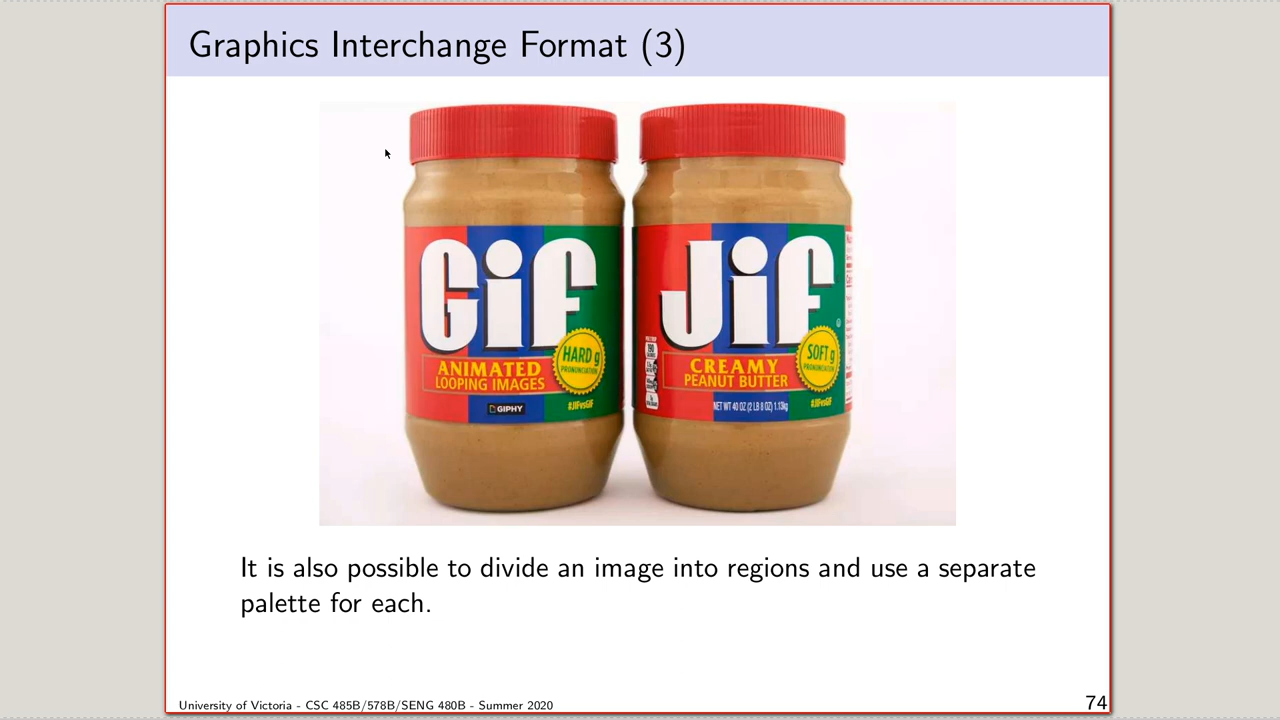 Graphics Interchange Format (3)
Gif
HARD g
PRONUNCIATION
ANIMATED
LOOPING IMAGES
GIPHY
#JIFvsGIF
Jif
SOFT g
PRONUNCIATION
CREAMY
PEANUT BUTTER
NET WT 40 OZ (2 LB 8 OZ) 1.13kg
#JIFvsGIF
It is also possible to divide an image into regions and use a separate
palette for each.
University of Victoria - CSC 485B/578B/SENG 480B - Summer 2020
74